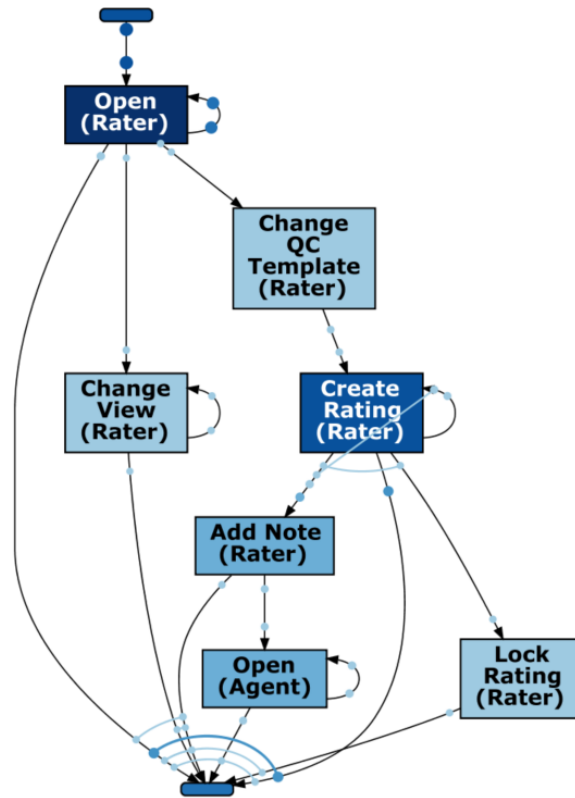 Open
(Rater)
Change
QC
Template
(Rater)
Change
View
(Rater)
Create
Rating
(Rater)
Add Note
(Rater)
Open
(Agent)
Lock
Rating
(Rater)